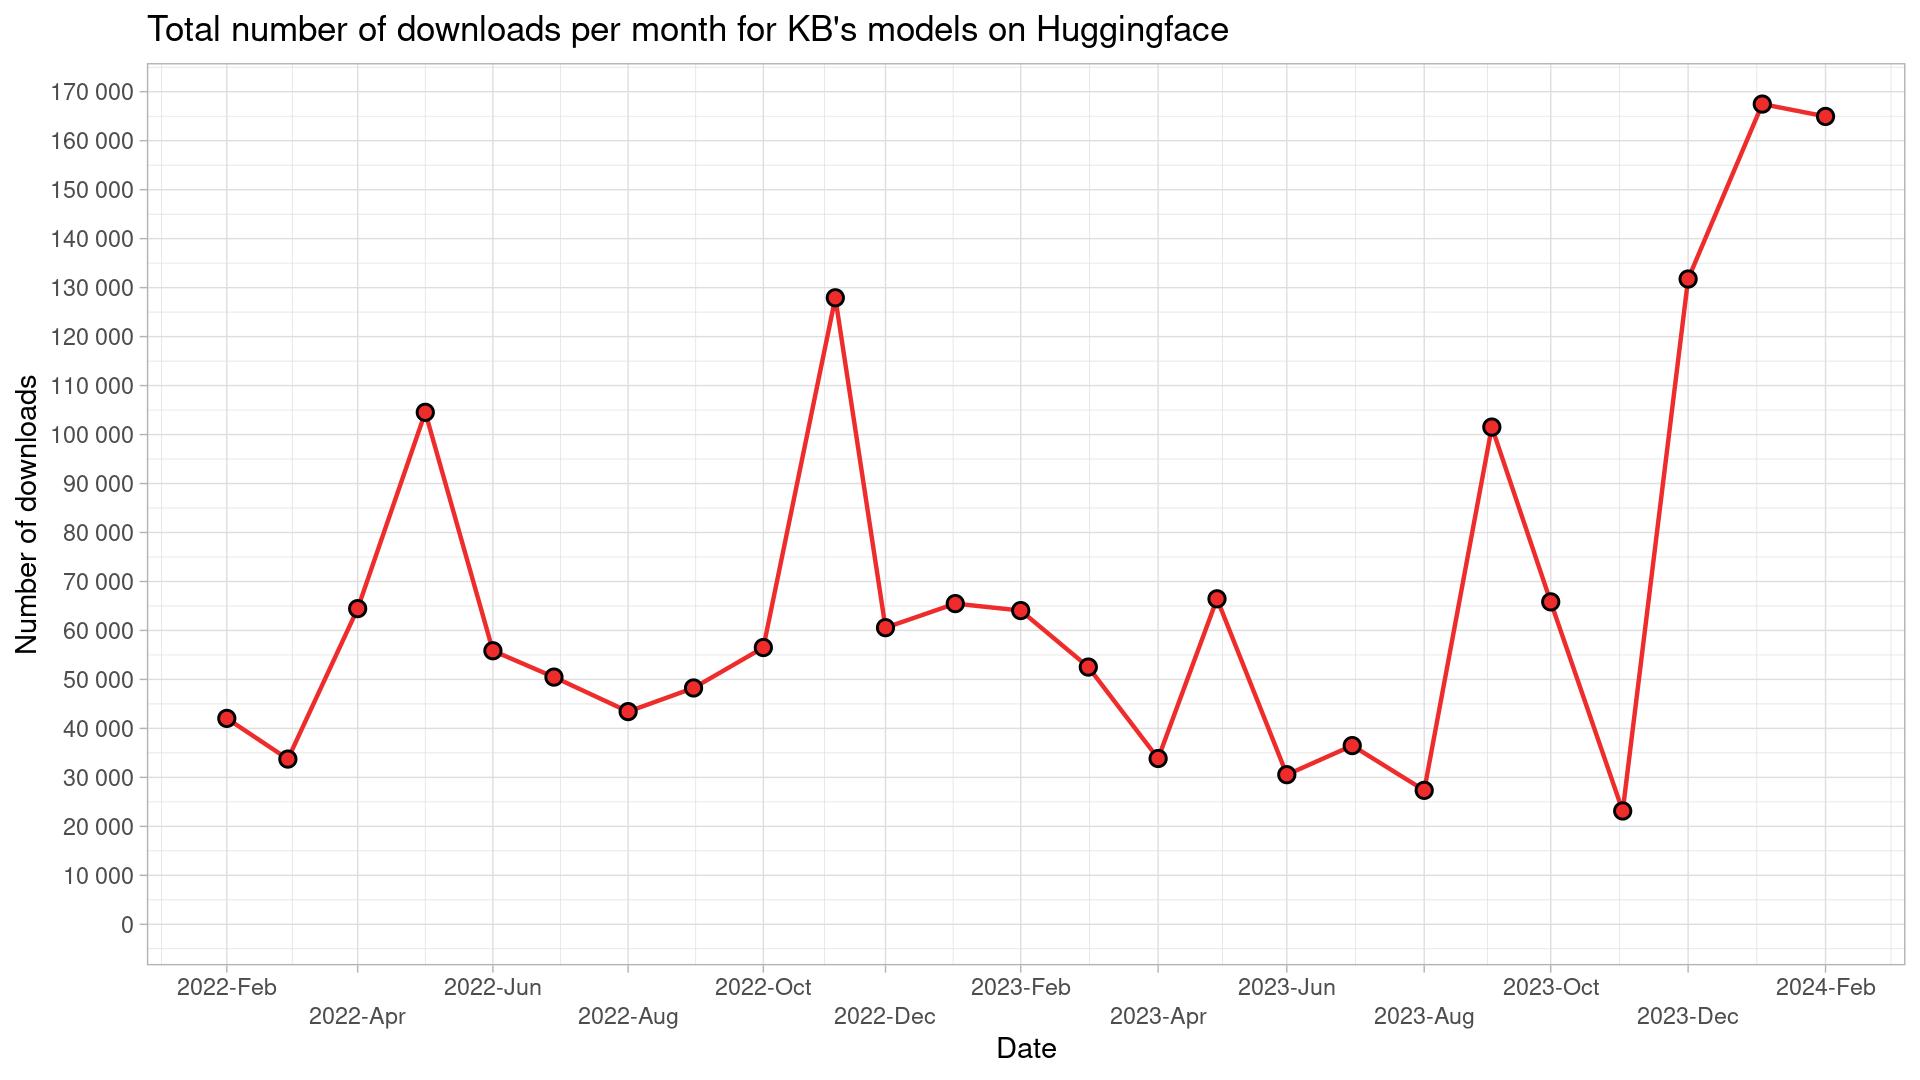 Total number of downloads per month for KB's models on Huggingface
Number of downloads
170 000
160 000
150 000
140 000
130 000
120 000
110 000
100 000
90 000
80 000
70 000
60 000
50 000
40 000
30 000
20 000
10 000
0
2022-Feb
2022-Apr
2022-Jun
2022-Aug
2022-Oct
2022-Dec
2023-Feb
2023-Apr
2023-Jun
2023-Aug
2023-Oct
2023-Dec
2024-Feb
Date